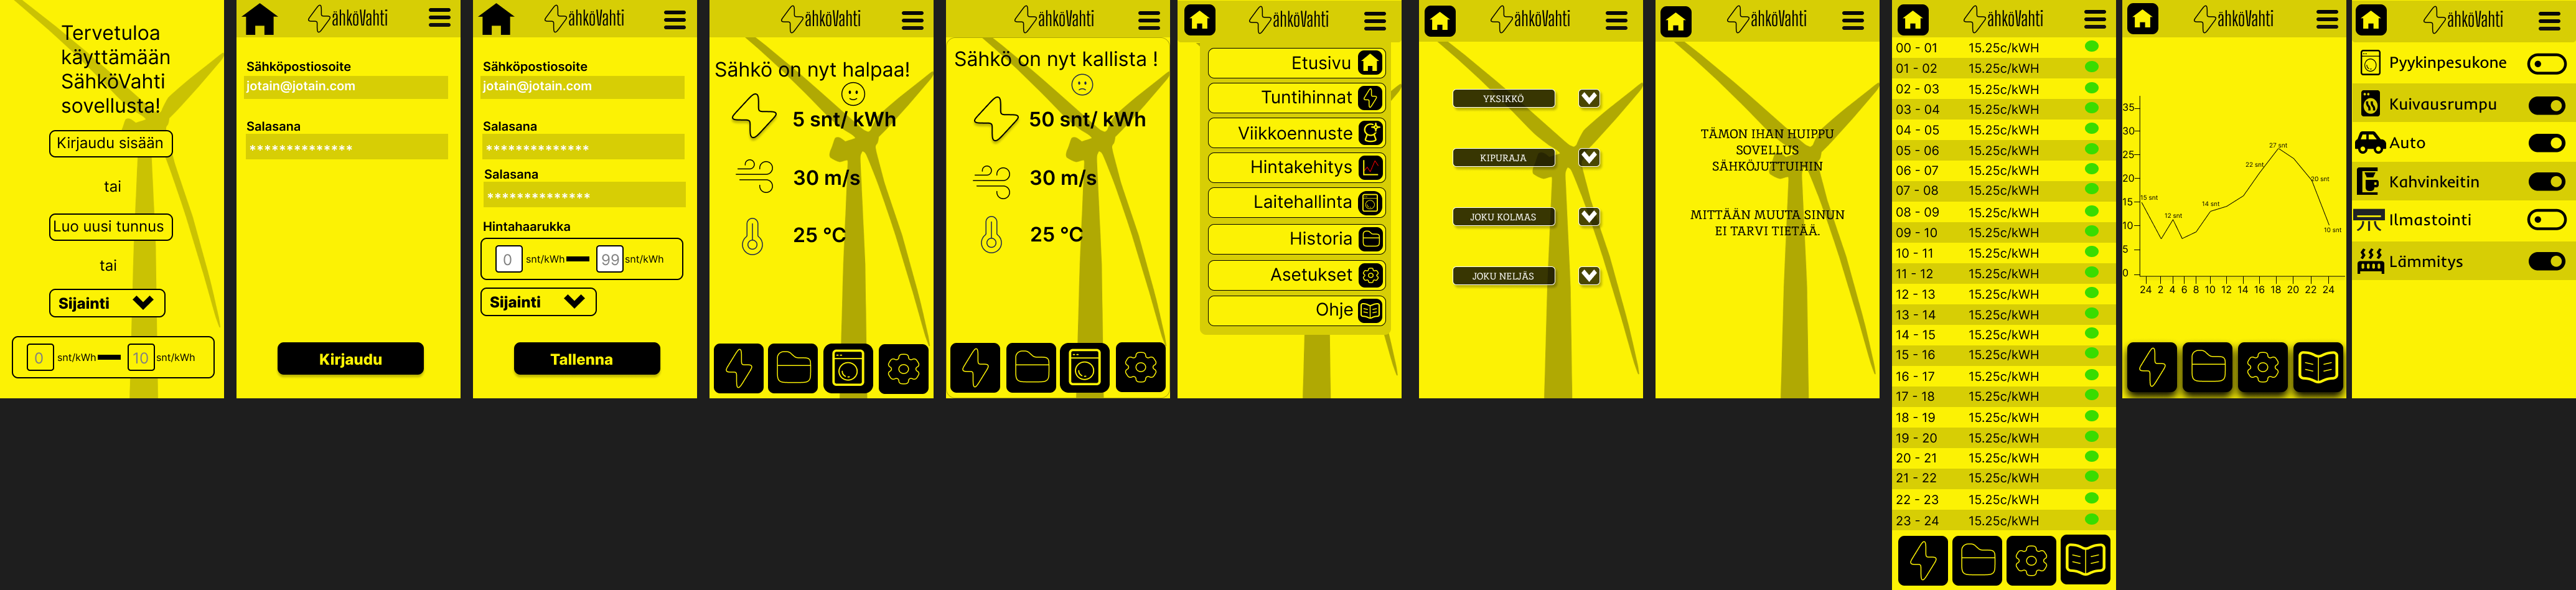 Tervetuloa
käyttämään
SähköVahti
sovellusta!
Kirjaudu sisään
tai
Luo uusi tunnus
tai
Sijainti
0 snt/kWh 10 snt/kWh
ähköVahti
Sähköpostiosoite
jotain@jotain.com
Salasana
**************
Kirjaudu
ähköVahti
Sähköpostiosoite
jotain@jotain.com
Salasana
**************
Salasana
**************
Hintahaarukka
0 snt/kWh 99 snt/kWh
Sijainti
Tallenna
ähköVahti
Sähkö on nyt halpaa!
5 snt/ kWh
30 m/s
25 °C
ähköVahti
Sähkö on nyt kallista !
50 snt/ kWh
30 m/s
25 °C
ähköVahti
Etusivu
Tuntihinnat
Viikkoennuste
Hintakehitys
Laitehallinta
Historia
Asetukset
Ohje
ähköVahti
YKSIKKÖ
KIPURAJA
JOKU KOLMAS
JOKU NELJÄS
ähköVahti
TÄMON IHAN HUIPPU
SOVELLUS
SÄHKÖJUTTUIHIN
MITTÄÄN MUUTA SINUN
EI TARVI TIETÄÄ.
ähköVahti
00 - 01 15.25c/kWH
01 - 02 15.25c/kWH
02 - 03 15.25c/kWH
03 - 04 15.25c/kWH
04 - 05 15.25c/kWH
05 - 06 15.25c/kWH
06 - 07 15.25c/kWH
07 - 08 15.25c/kWH
08 - 09 15.25c/kWH
09 - 10 15.25c/kWH
10 - 11 15.25c/kWH
11 - 12 15.25c/kWH
12 - 13 15.25c/kWH
13 - 14 15.25c/kWH
14 - 15 15.25c/kWH
15 - 16 15.25c/kWH
16 - 17 15.25c/kWH
17 - 18 15.25c/kWH
18 - 19 15.25c/kWH
19 - 20 15.25c/kWH
20 - 21 15.25c/kWH
21 - 22 15.25c/kWH
22 - 23 15.25c/kWH
23 - 24 15.25c/kWH
ähköVahti
35
30
25
20
15
10
5
0
15 snt
12 snt
14 snt
22 snt
27 snt
20 snt
10 snt
24 2 4 6 8 10 12 14 16 18 20 22 24
ähköVahti
Pyykinpesukone
Kuivausrumpu
Auto
Kahvinkeitin
Ilmastointi
Lämmitys